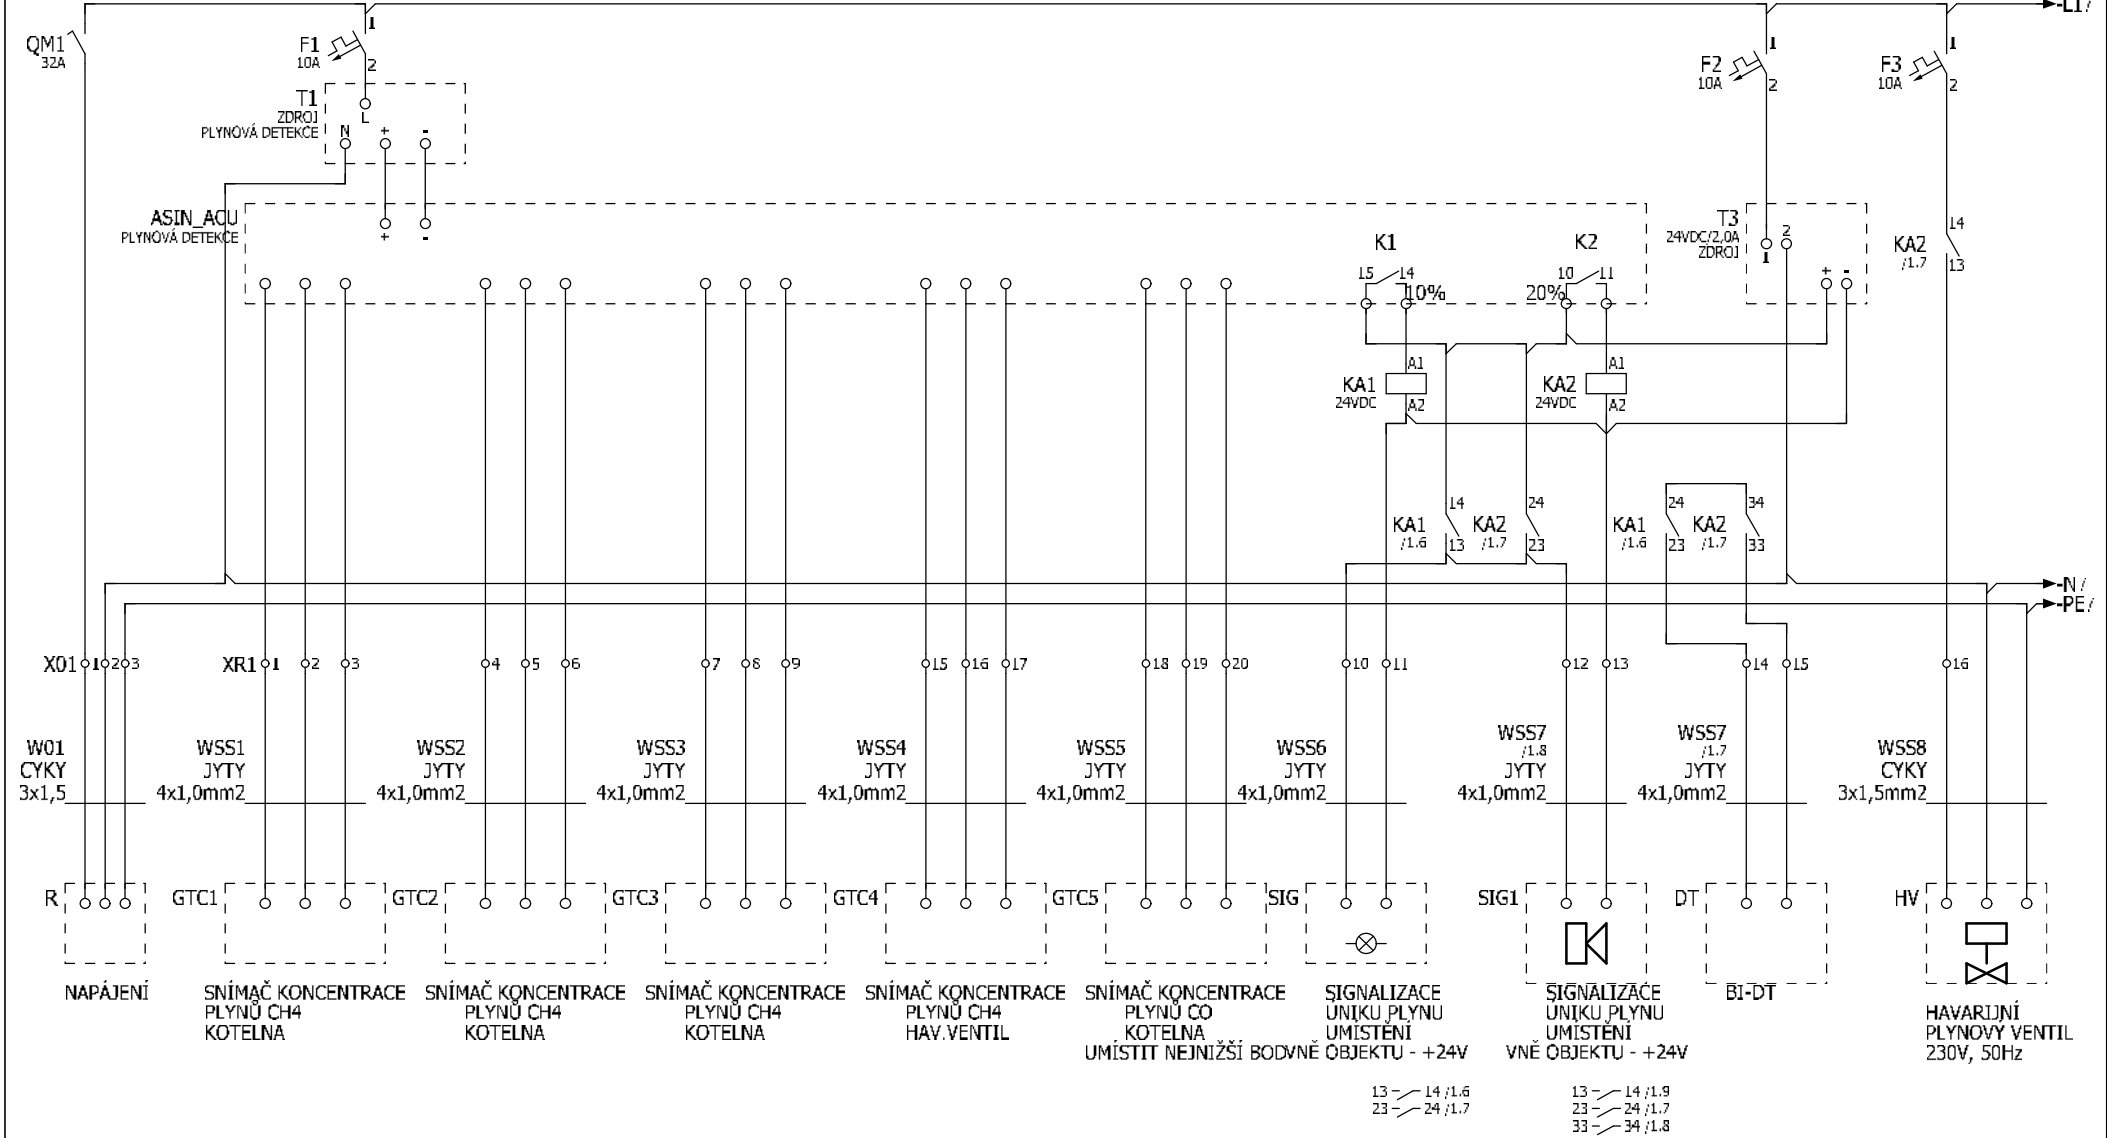 -L1/
QM1
32A
F1
10A
1
2
T1
ZDROJ
PLYNOVÁ DETEKCE
L
N
+
-
F2
10A
1
2
F3
10A
1
2
ASIN_ACU
PLYNOVÁ DETEKCE
+
-
K1
15
14
10%
K2
10
11
20%
T3
24VDC/2,0A
ZDROJ
1
2
+
-
KA2
/1.7
14
13
KA1
24VDC
A1
A2
KA2
24VDC
A1
A2
KA1
/1.6
14
13
KA2
/1.7
24
23
KA1
/1.6
24
23
KA2
/1.7
34
33
-N/
-PE/
X01 1 2 3
XR1 1 2 3
4 5 6
7 8 9
15 16 17
18 19 20
10 11
12 13
14 15
16
W01
CYKY
3x1,5
WSS1
JYTY
4x1,0mm2
WSS2
JYTY
4x1,0mm2
WSS3
JYTY
4x1,0mm2
WSS4
JYTY
4x1,0mm2
WSS5
JYTY
4x1,0mm2
WSS6
JYTY
4x1,0mm2
WSS7
/1.8
JYTY
4x1,0mm2
WSS7
/1.7
JYTY
4x1,0mm2
WSS8
CYKY
3x1,5mm2
R
GTC1
GTC2
GTC3
GTC4
GTC5
SIG
SIG1
DT
HV
NAPÁJENÍ
SNÍMAČ KONCENTRACE
PLYNŮ CH4
KOTELNA
SNÍMAČ KONCENTRACE
PLYNŮ CH4
KOTELNA
SNÍMAČ KONCENTRACE
PLYNŮ CH4
KOTELNA
SNÍMAČ KONCENTRACE
PLYNŮ CH4
HAV.VENTIL
SNÍMAČ KONCENTRACE
PLYNŮ CO
KOTELNA
UMÍSTIT NEJNIŽŠÍ BOD
SIGNALIZACE
ÚNIKU PLYNU
UMÍSTĚNÍ
VNĚ OBJEKTU - +24V
SIGNALIZACE
ÚNIKU PLYNU
UMÍSTĚNÍ
VNĚ OBJEKTU - +24V
BI-DT
HAVARIJNÍ
PLYNOVÝ VENTIL
230V, 50Hz
13 14 /1.6
23 24 /1.7
13 14 /1.9
23 24 /1.7
33 34 /1.8